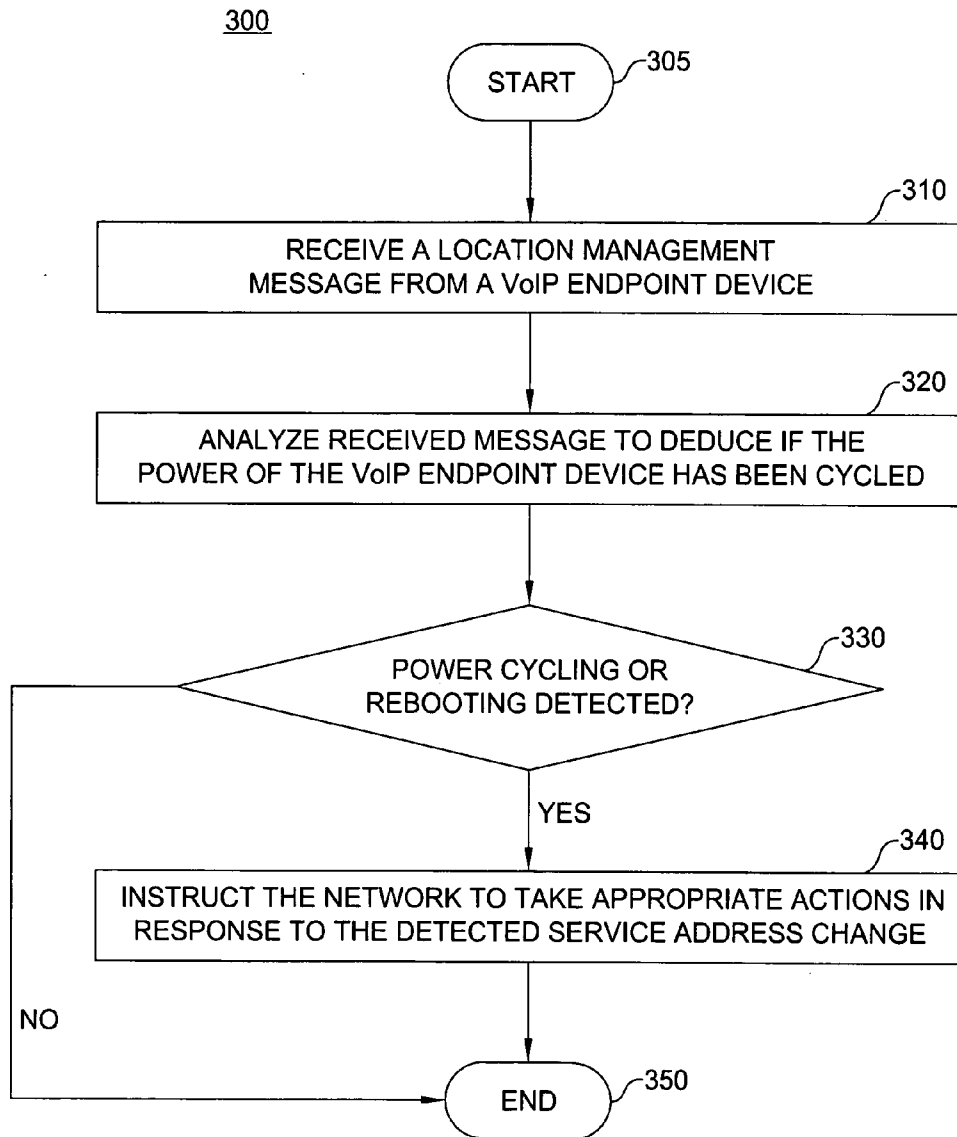 300
START
305
310
RECEIVE A LOCATION MANAGEMENT
MESSAGE FROM A VoIP ENDPOINT DEVICE
320
ANALYZE RECEIVED MESSAGE TO DEDUCE IF THE
POWER OF THE VoIP ENDPOINT DEVICE HAS BEEN CYCLED
330
POWER CYCLING OR
REBOOTING DETECTED?
YES
340
INSTRUCT THE NETWORK TO TAKE APPROPRIATE ACTIONS IN
RESPONSE TO THE DETECTED SERVICE ADDRESS CHANGE
NO
END
350